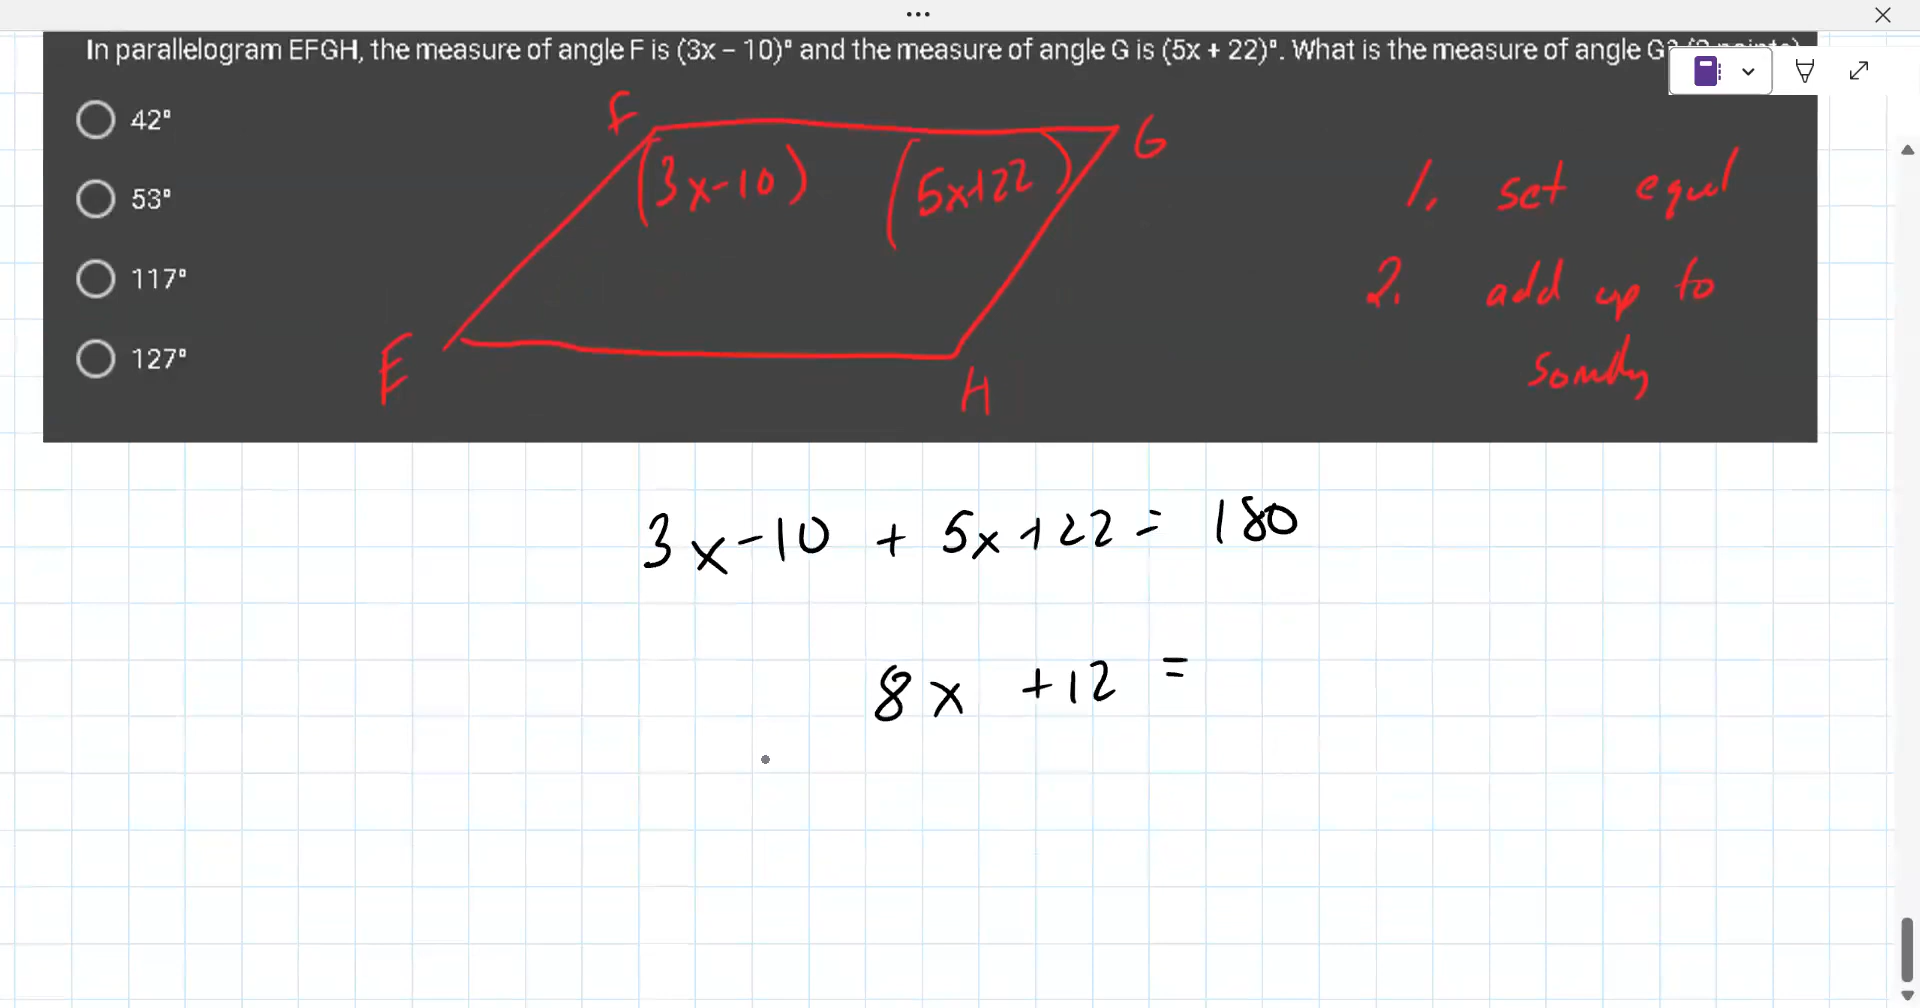 In parallelogram EFGH, the measure of angle F is (3x – 10)° and the measure of angle G is (5x + 22)°. What is the measure of angle G? (2 points)
42°
53°
117°
127°
F
G
(3x-10)
(5x+22)
E
H
1. set equal
2. add up to
3x-10 + 5x+22 = 180
8x +12 =